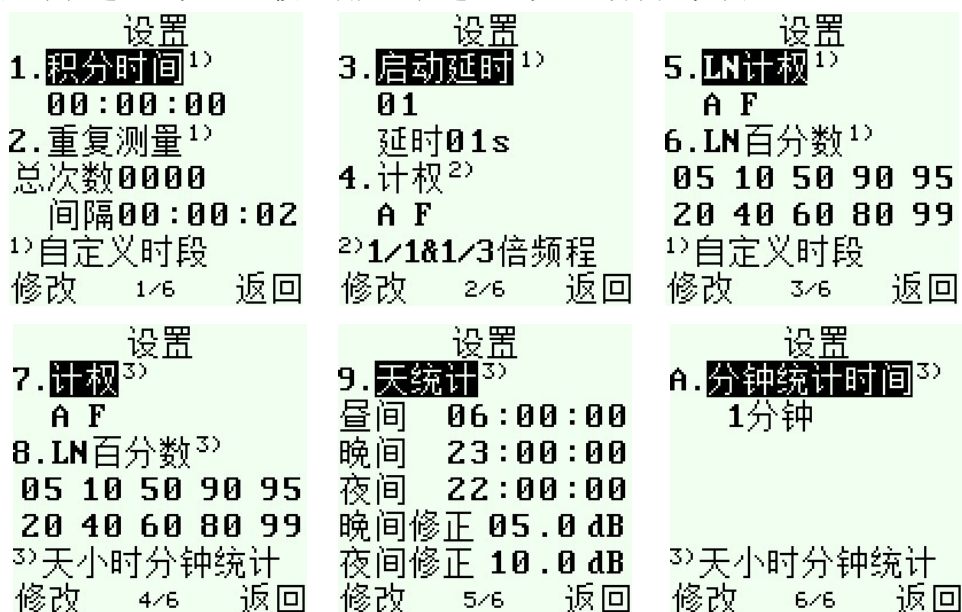 设置
1.积分时间1)
00:00:00
2.重复测量1)
总次数0000
间隔00:00:02
1)自定义时段
修改 1/6 返回
设置
3.启动延时1)
01
延时01s
4.计权2)
A F
2)1/1&1/3倍频程
修改 2/6 返回
设置
5.LN计权1)
A F
6.LN百分数1)
05 10 50 90 95
20 40 60 80 99
1)自定义时段
修改 3/6 返回
设置
7.计权3)
A F
8.LN百分数3)
05 10 50 90 95
20 40 60 80 99
3)天小时分钟统计
修改 4/6 返回
设置
9.天统计3)
昼间 06:00:00
晚间 23:00:00
夜间 22:00:00
晚间修正 05.0dB
夜间修正 10.0dB
修改 5/6 返回
设置
A.分钟统计时间3)
1分钟
3)天小时分钟统计
修改 6/6 返回